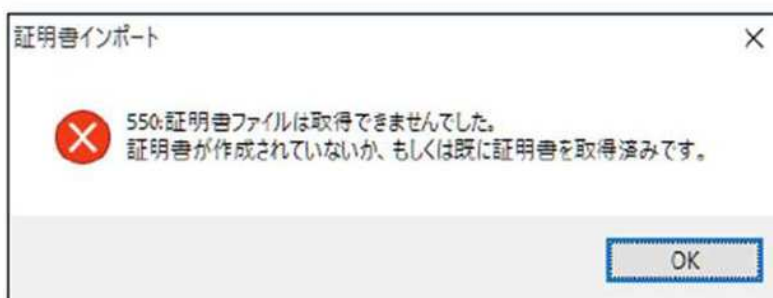 証明書インポート
550:証明書ファイルは取得できませんでした。
証明書が作成されていないか、もしくは既に証明書を取得済みです。
OK